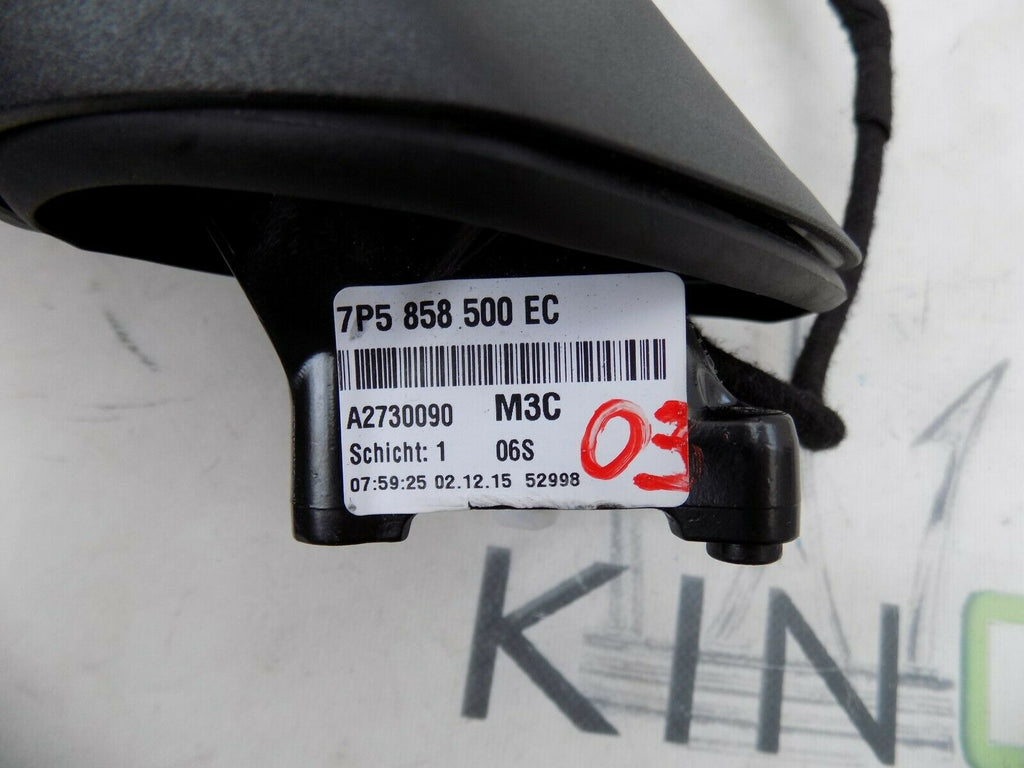 7P5 858 500 EC
A2730090 M3C
03
Schicht: 1 06S
07:59:25 02.12.15 52998
KIN